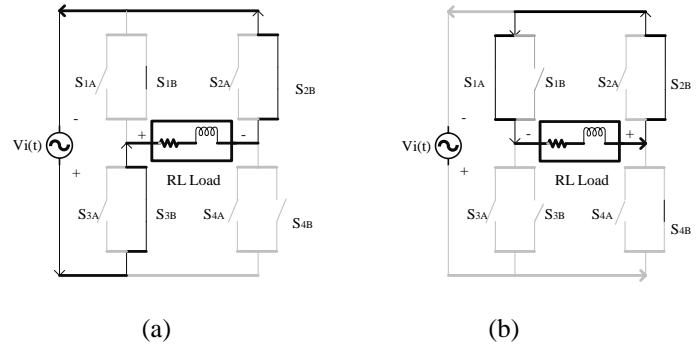 S1A S1B S2A S2B
-
Vi(t)
+
+ -
RL Load
S3A S3B S4A S4B
(a)
S1A S1B S2A S2B
-
Vi(t)
+
- +
RL Load
S3A S3B S4A S4B
(b)